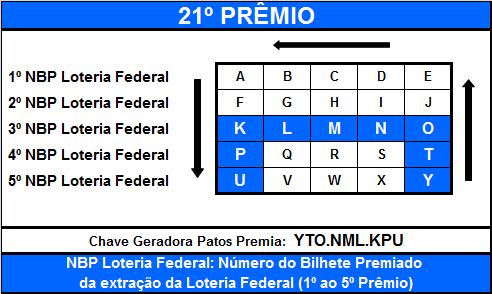 21º PRÊMIO
1º NBP Loteria Federal A B C D E
2º NBP Loteria Federal F G H I J
3º NBP Loteria Federal K L M N O
4º NBP Loteria Federal P Q R S T
5º NBP Loteria Federal U V W X Y
Chave Geradora Patos Premia: YTO.NML.KPU
NBP Loteria Federal: Número do Bilhete Premiado
da extração da Loteria Federal (1º ao 5º Prêmio)